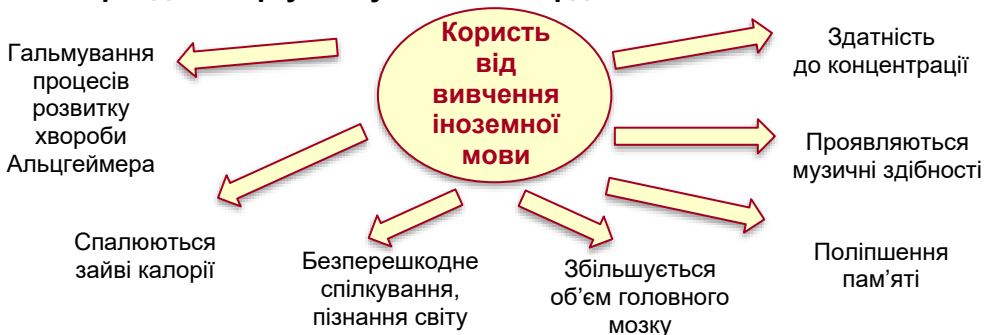 Користь
від
вивчення
іноземної
мови
Гальмування
процесів
розвитку
хвороби
Альцгеймера
Здатність
до концентрації
Проявляються
музичні здібності
Спалюються
зайві калорії
Безперешкодне
спілкування,
пізнання світу
Збільшується
об’єм головного
мозку
Поліпшення
пам’яті